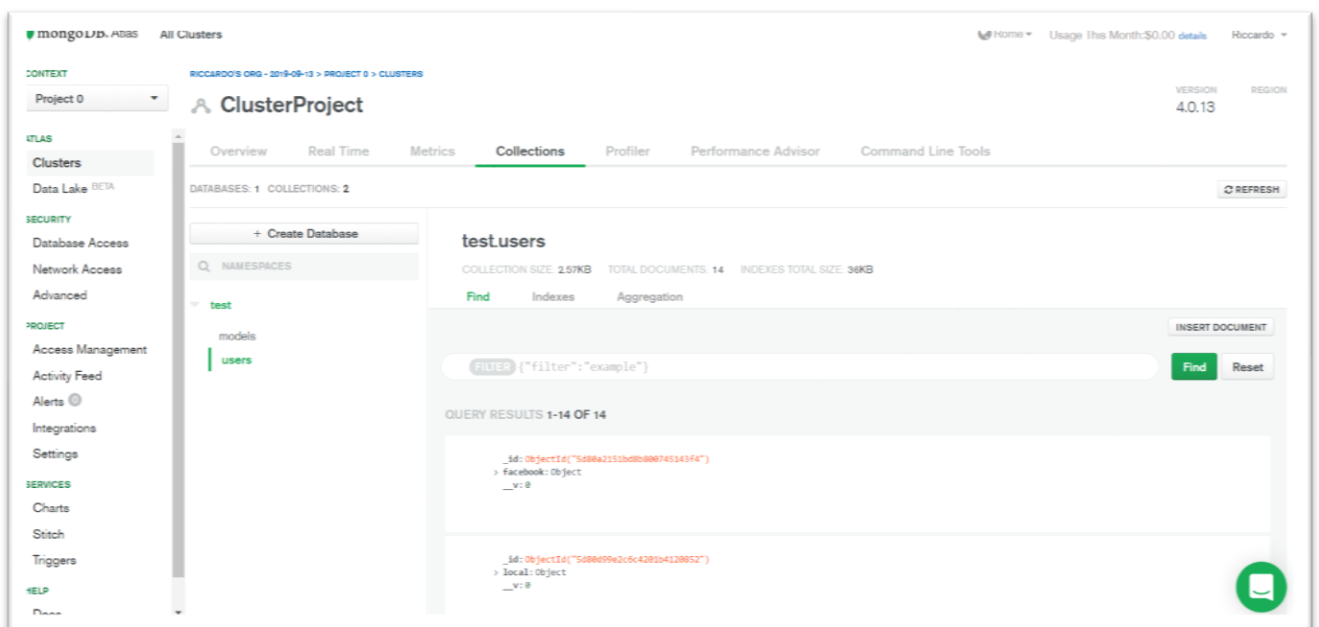 mongoDB. Atlas All Clusters Home Usage This Month:$0.00 details Riccardo
CONTEXT
Project 0
RICCARDO'S ORG - 2019-09-13 > PROJECT 0 > CLUSTERS
ClusterProject
VERSION REGION
4.0.13
ATLAS
Clusters
Data Lake BETA
SECURITY
Database Access
Network Access
Advanced
PROJECT
Access Management
Activity Feed
Alerts 0
Integrations
Settings
SERVICES
Charts
Stitch
Triggers
HELP
Docs
Overview Real Time Metrics Collections Profiler Performance Advisor Command Line Tools
DATABASES: 1 COLLECTIONS: 2
REFRESH
+ Create Database
NAMESPACES
test
models
users
test.users
COLLECTION SIZE: 2.57KB TOTAL DOCUMENTS: 14 INDEXES TOTAL SIZE: 36KB
Find Indexes Aggregation
INSERT DOCUMENT
FILTER {"filter":"example"}
Find Reset
QUERY RESULTS 1-14 OF 14
_id:ObjectId("5d80a2151bd8b800745143f4")
> facebook:Object
__v:0
_id:ObjectId("5d80d99e2c6c4201b4120852")
> local:Object
__v:0